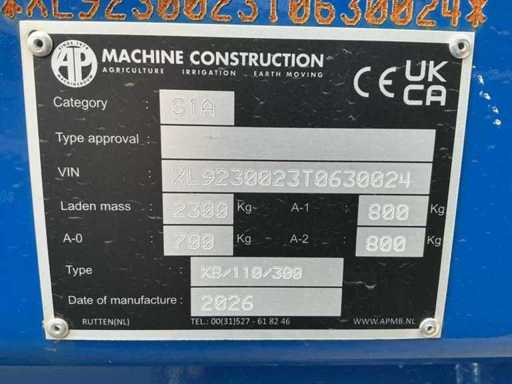 *XL9230023T0630024*
AP MACHINE CONSTRUCTION
AGRICULTURE IRRIGATION EARTH MOVING
CE UK CA
Category : S1A
Type approval :
VIN : XL9230023T0630024
Laden mass : 2300 Kg A-1 : 800 Kg
A-0 : 700 Kg A-2 : 800 Kg
Type : XB/110/300
Date of manufacture : 2026
RUTTEN(NL) TEL.: 00(31)527 - 61 82 46 WWW.APMB.NL